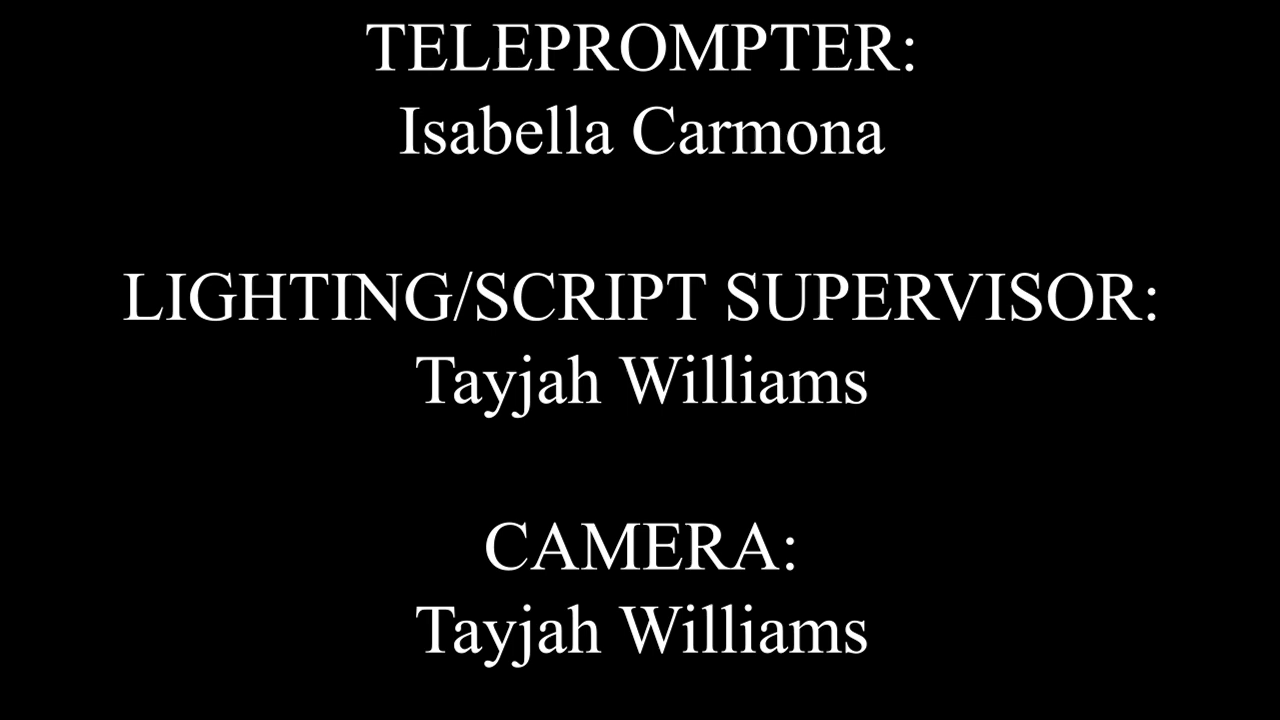 TELEPROMPTER:
Isabella Carmona
LIGHTING/SCRIPT SUPERVISOR:
Tayjah Williams
CAMERA:
Tayjah Williams